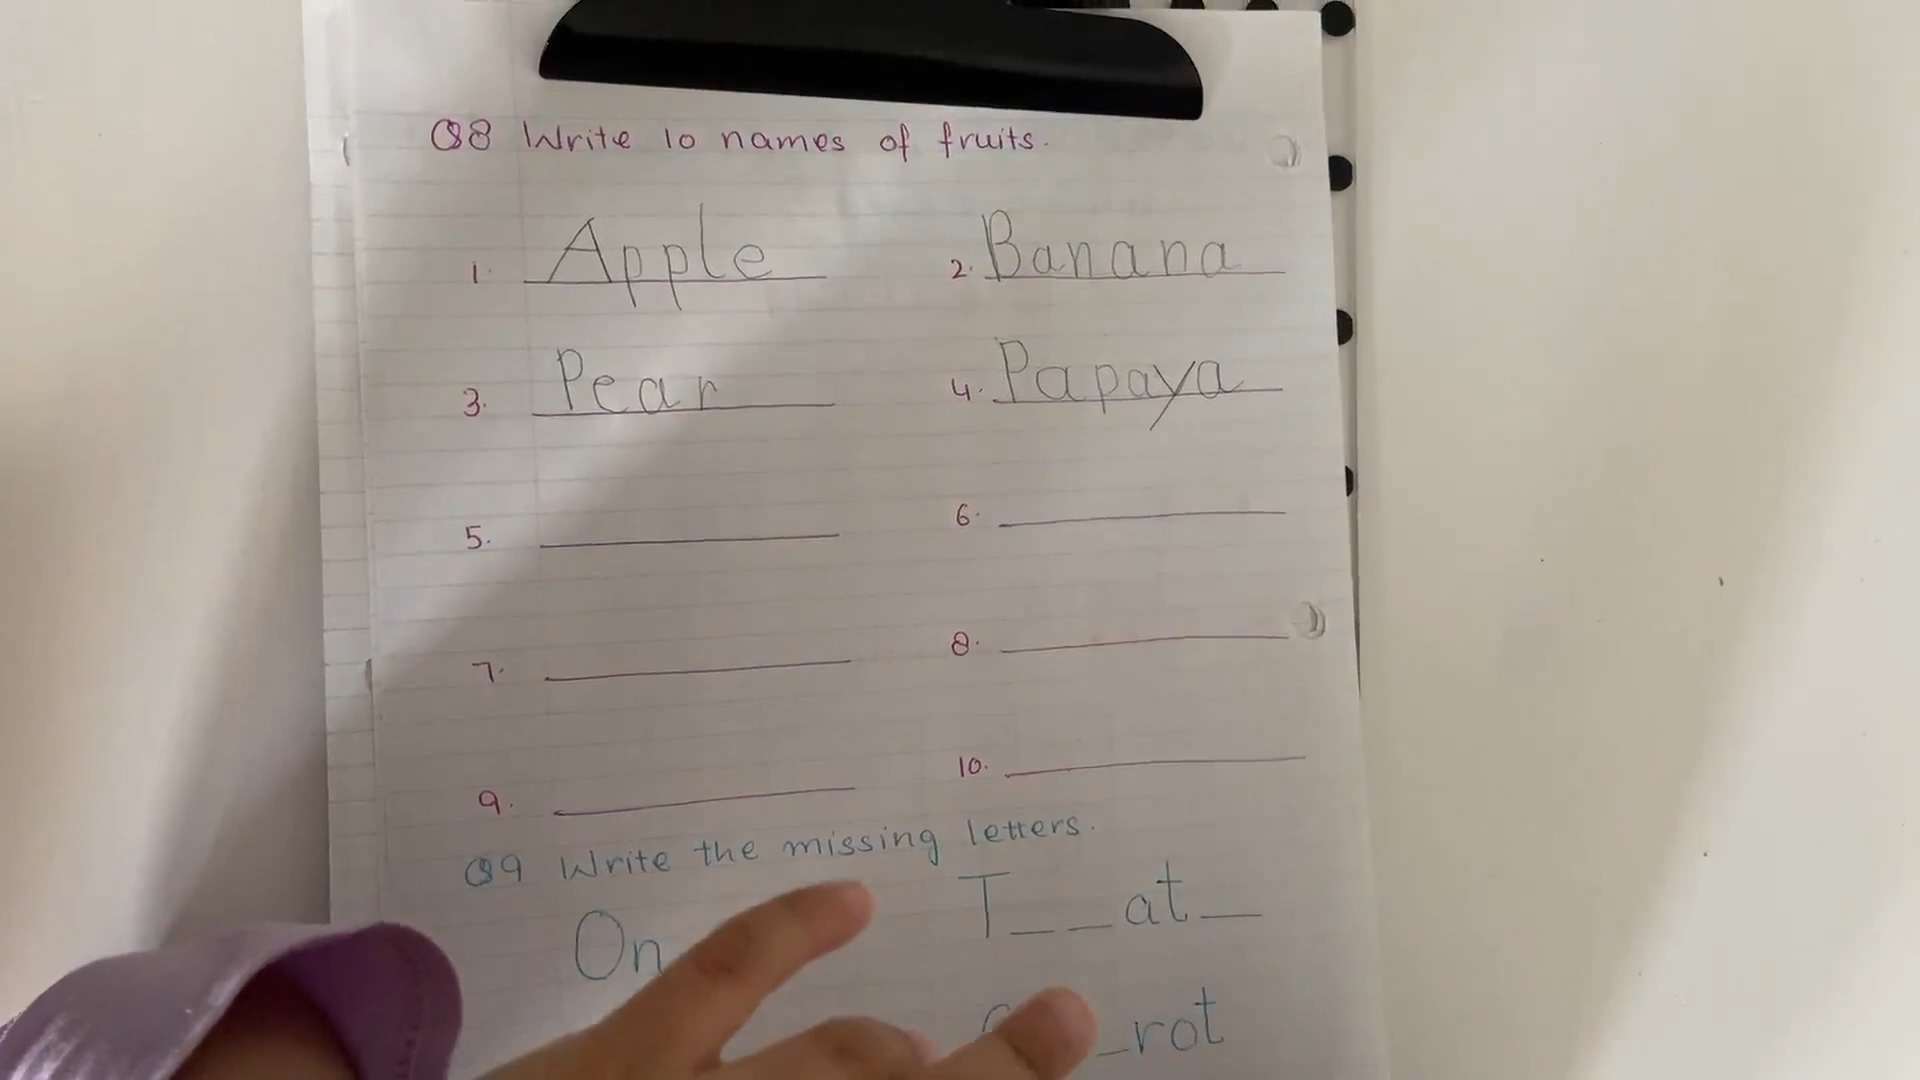 Q8 Write 10 names of fruits.
1. Apple 2. Banana
3. Pear 4. Papaya
5. 6.
7. 8.
9. 10.
Q9 Write the missing letters.
On T__at_
_rot